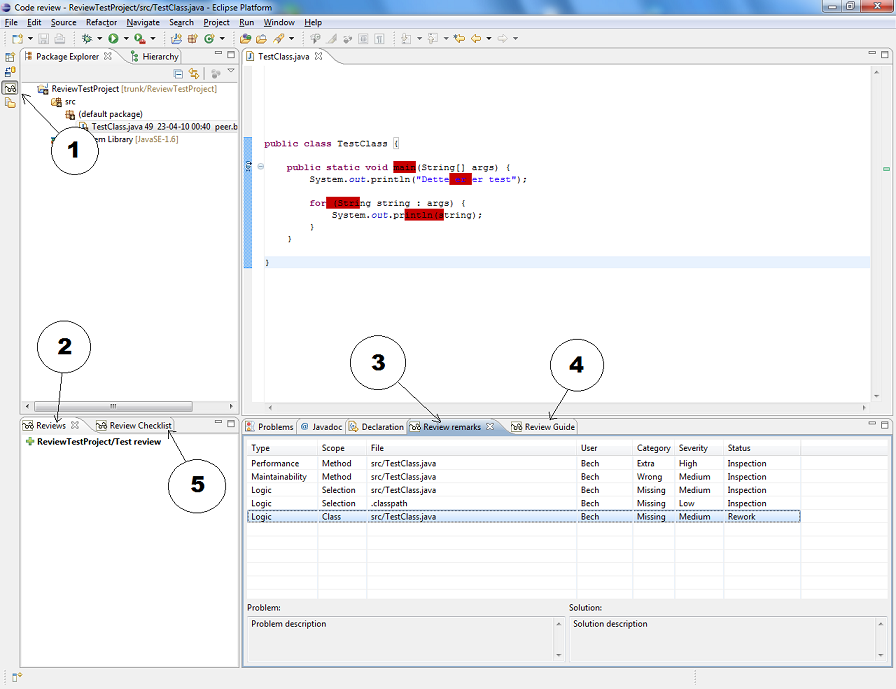 Code review - ReviewTestProject/src/TestClass.java - Eclipse Platform
File Edit Source Refactor Navigate Search Project Run Window Help
Package Explorer Hierarchy
TestClass.java
ReviewTestProject [trunk/ReviewTestProject]
src
(default package)
TestClass.java 49 23-04-10 00:40 peer.b
em Library [JavaSE-1.6]
1
public class TestClass {
public static void main(String[] args) {
System.out.println("Dette er test");
for (String string : args) {
System.out.println(string);
}
}
}
2
3
4
5
Reviews Review Checklist
ReviewTestProject/Test review
Problems Javadoc Declaration Review remarks Review Guide
Type Scope File User Category Severity Status
Performance Method src/TestClass.java Bech Extra High Inspection
Maintainability Method src/TestClass.java Bech Wrong Medium Inspection
Logic Selection src/TestClass.java Bech Missing Medium Inspection
Logic Selection .classpath Bech Missing Low Inspection
Logic Class src/TestClass.java Bech Missing Medium Rework
Problem: Solution:
Problem description Solution description